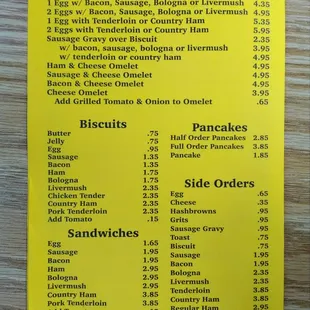 1 Egg w/ Bacon, Sausage, Bologna or Livermush 4.35
2 Eggs w/ Bacon, Sausage, Bologna or Livermush 4.95
1 Egg with Tenderloin or Country Ham 5.35
2 Eggs with Tenderloin or Country Ham 5.95
Sausage Gravy over Biscuit 2.35
w/ bacon, sausage, bologna or livermush 3.95
w/ tenderloin or country ham 4.95
Ham & Cheese Omelet 4.95
Sausage & Cheese Omelet 4.95
Bacon & Cheese Omelet 4.95
Cheese Omelet 3.95
Add Grilled Tomato & Onion to Omelet .65
Biscuits
Butter .75
Jelly .75
Egg .95
Sausage 1.35
Bacon 1.35
Ham 1.75
Bologna 1.75
Livermush 2.35
Chicken Tender 2.35
Country Ham 2.35
Pork Tenderloin 2.35
Add Tomato .15
Sandwiches
Egg 1.65
Sausage 1.95
Bacon 1.95
Ham 2.95
Bologna 2.95
Livermush 2.95
Country Ham 3.85
Pork Tenderloin 3.85
Pancakes
Half Order Pancakes 2.85
Full Order Pancakes 3.85
Pancake 1.85
Side Orders
Egg .65
Cheese .35
Hashbrowns .95
Grits .95
Sausage Gravy .95
Toast .75
Biscuit .75
Sausage 1.95
Bacon 1.95
Bologna 2.35
Livermush 2.35
Tenderloin 3.85
Country Ham 3.85
Regular Ham 2.95